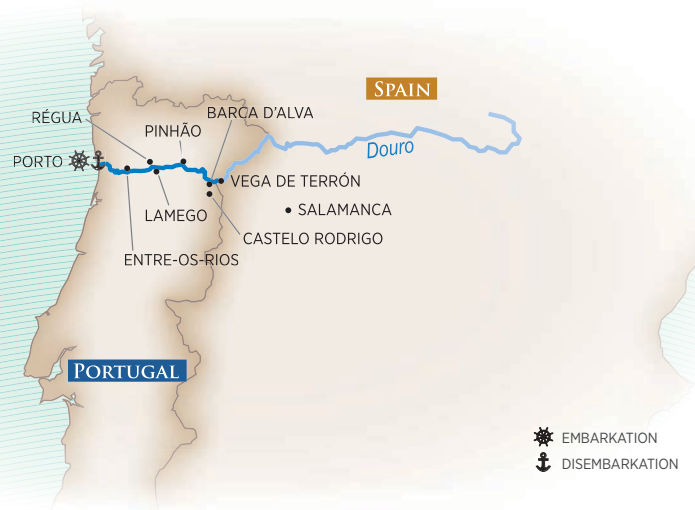 SPAIN
BARCA D'ALVA
RÉGUA
PINHÃO
Douro
PORTO
VEGA DE TERRÓN
SALAMANCA
LAMEGO
CASTELO RODRIGO
ENTRE-OS-RIOS
PORTUGAL
EMBARKATION
DISEMBARKATION